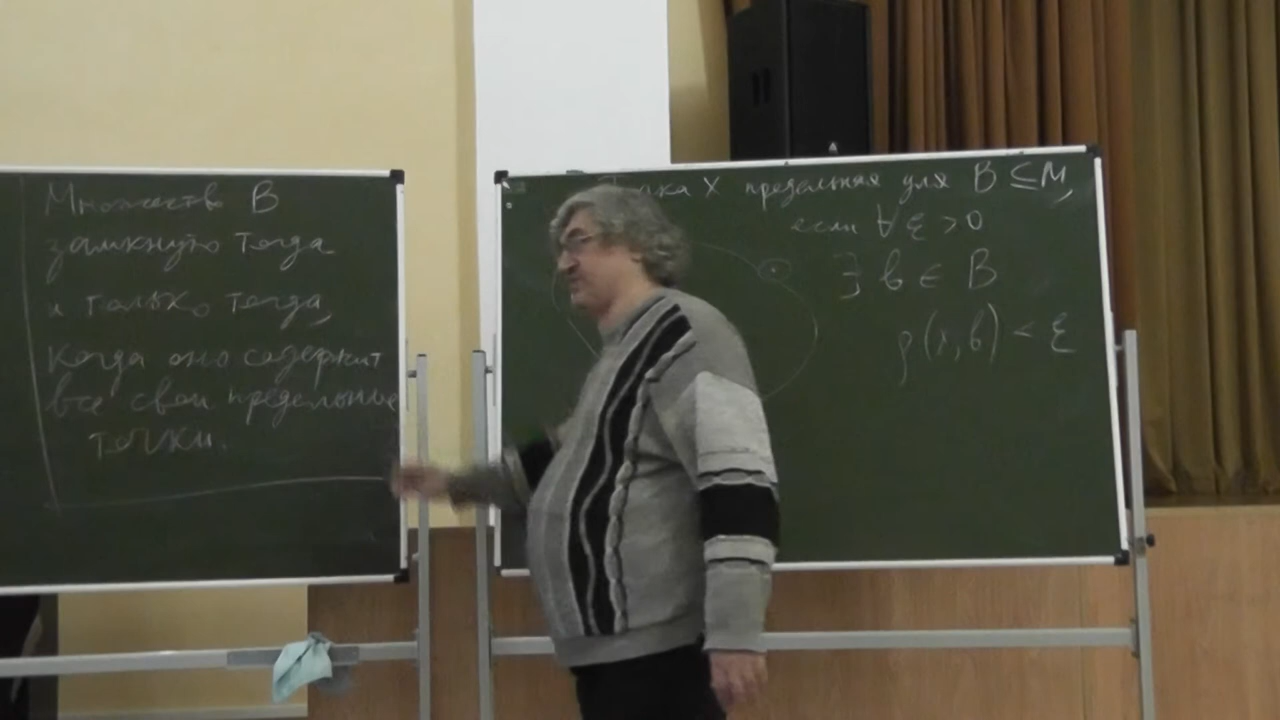 Множество В
замкнуто тогда
и только тогда,
когда оно содержит
все свои предельные
точки.
Точка X предельная для B ⊆ M,
если ∀ ε > 0
∃ b ∈ B
ρ(x, b) < ε